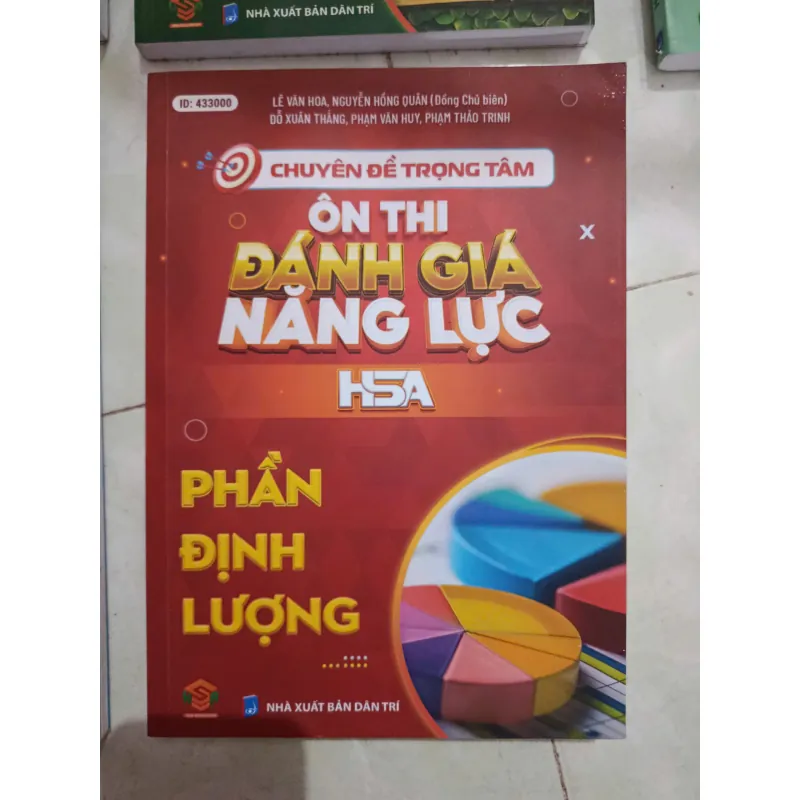 NHÀ XUẤT BẢN DÂN TRÍ
ID: 433000
LÊ VĂN HOA, NGUYỄN HỒNG QUÂN (Đồng Chủ biên)
ĐỖ XUÂN THẮNG, PHẠM VĂN HUY, PHẠM THẢO TRINH
CHUYÊN ĐỀ TRỌNG TÂM
ÔN THI
ĐÁNH GIÁ
NĂNG LỰC
HSA
X
PHẦN
ĐỊNH
LƯỢNG
NHÀ XUẤT BẢN DÂN TRÍ